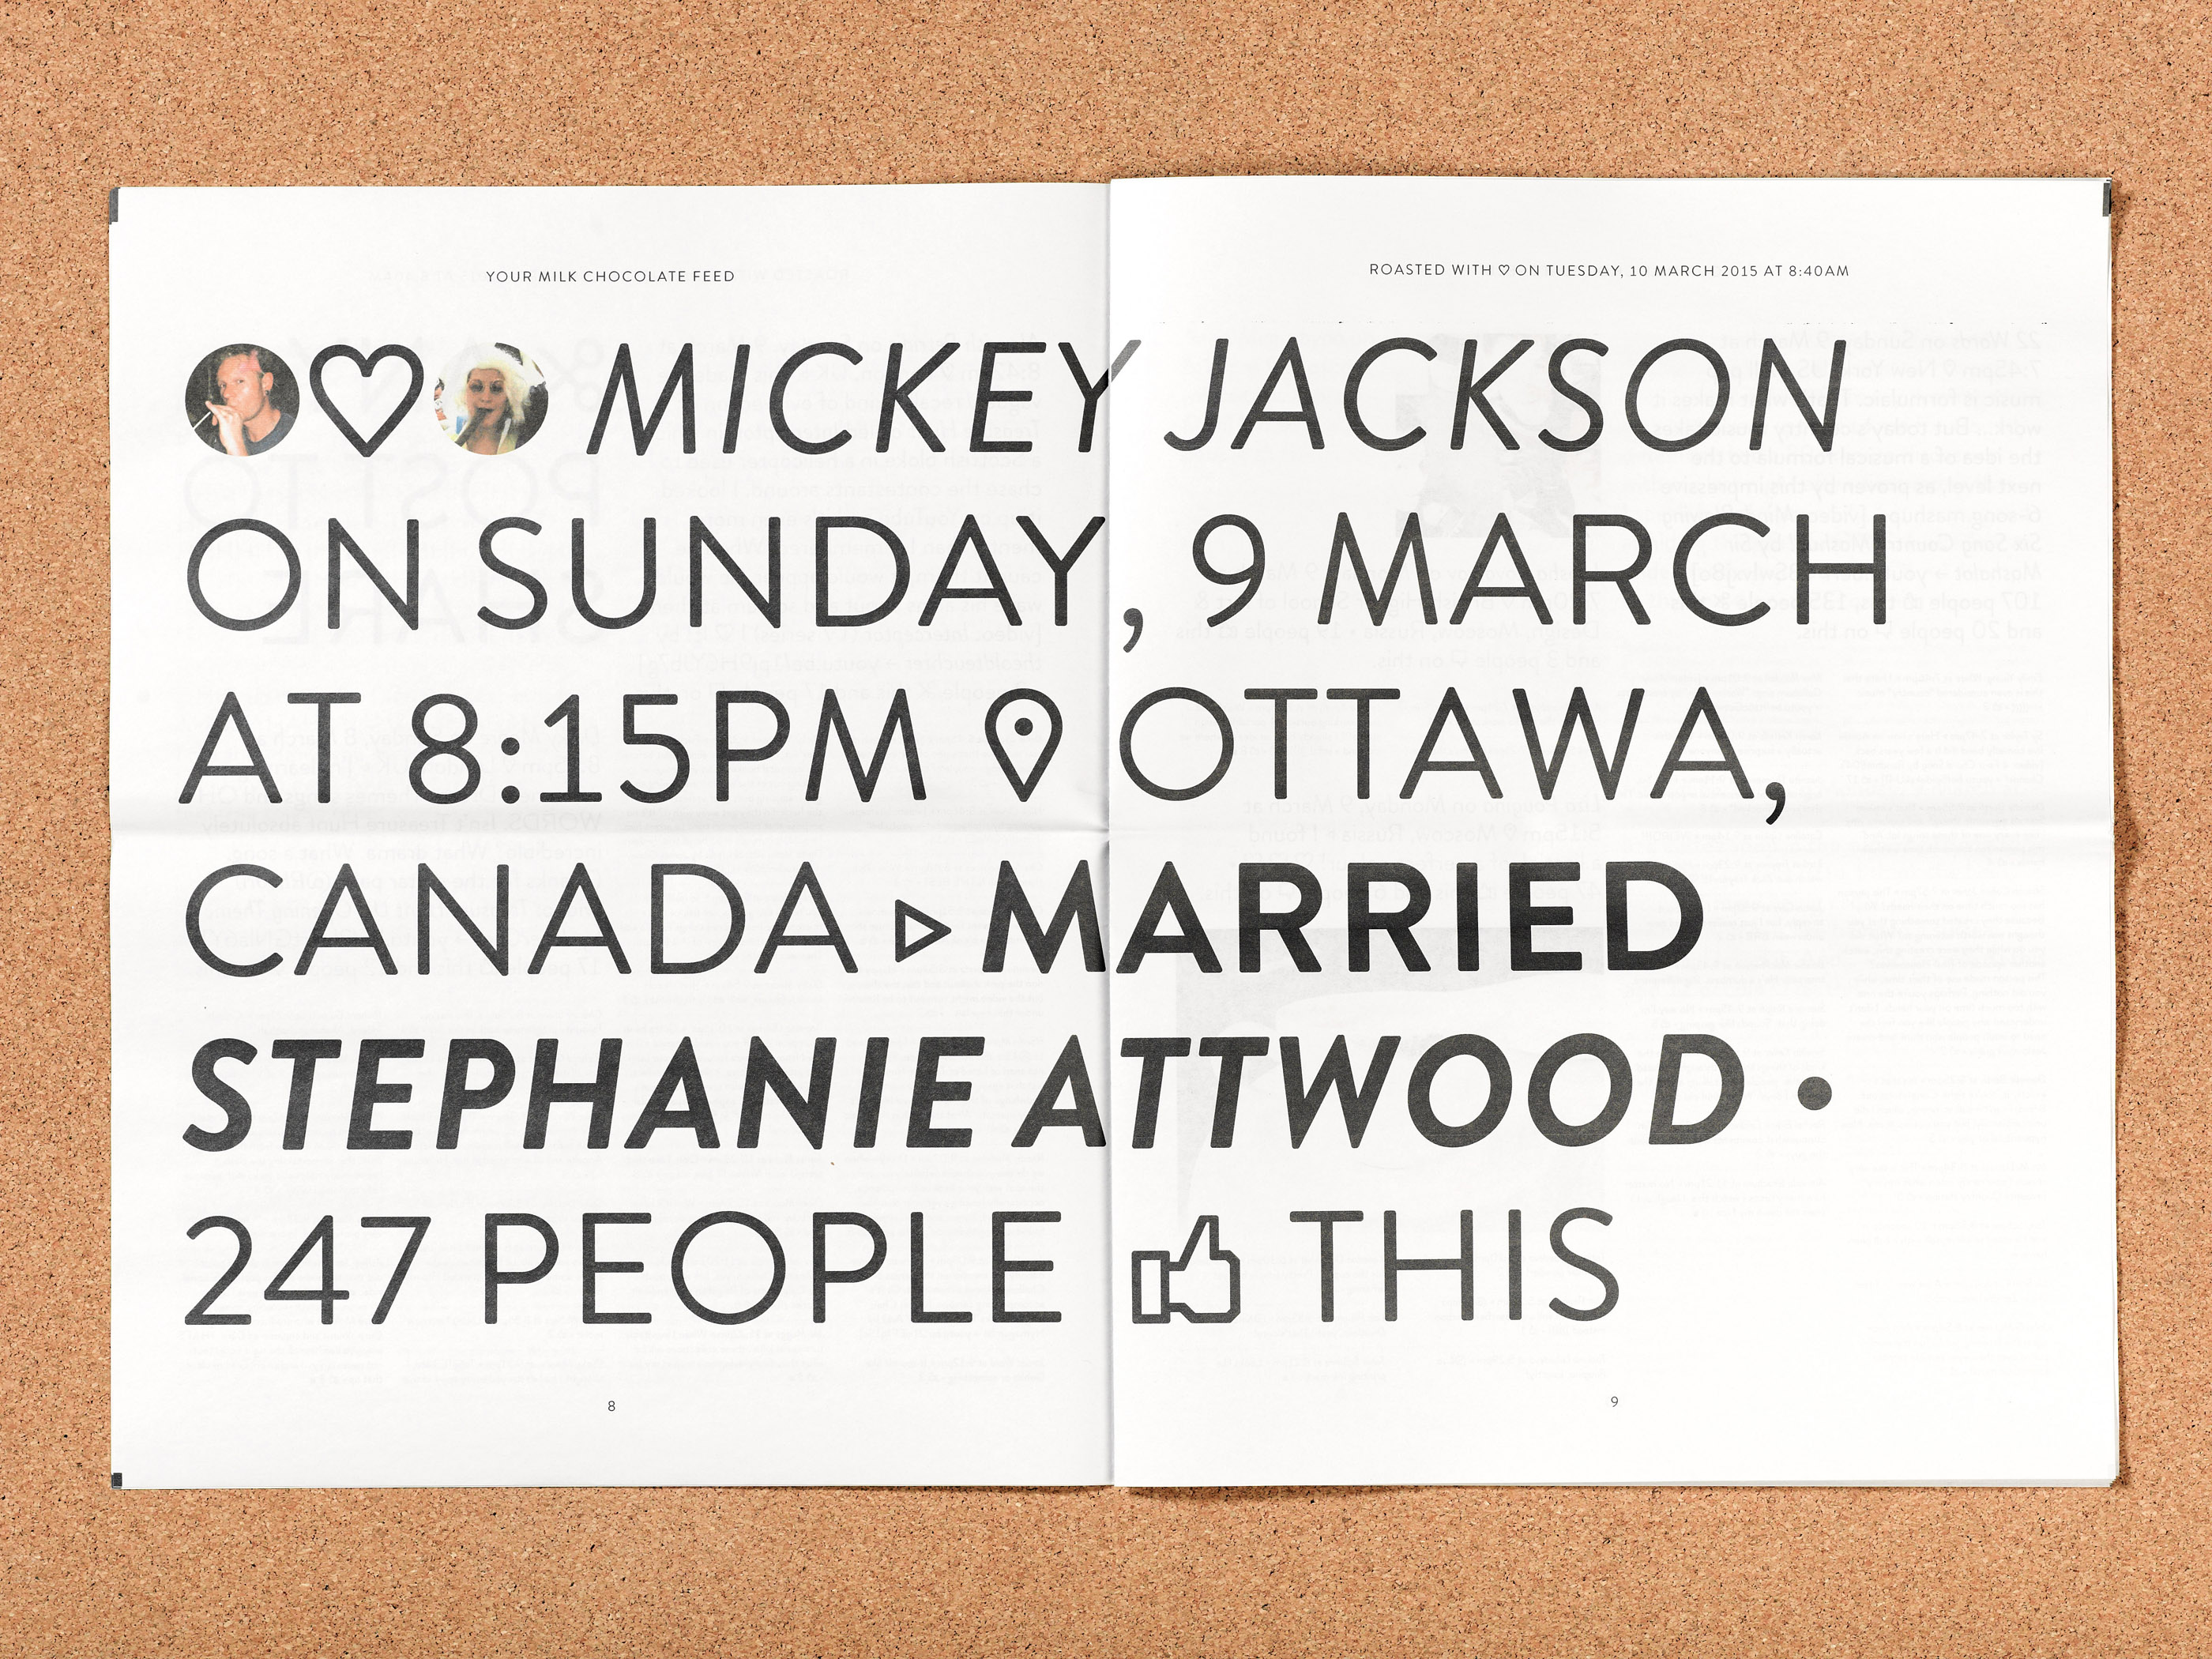 YOUR MILK CHOCOLATE FEED
ROASTED WITH ♡ ON TUESDAY, 10 MARCH 2015 AT 8:40AM
♡ MICKEY JACKSON
ON SUNDAY, 9 MARCH
AT 8:15PM OTTAWA,
CANADA ▹ MARRIED
STEPHANIE ATTWOOD •
247 PEOPLE 👍 THIS
8
9